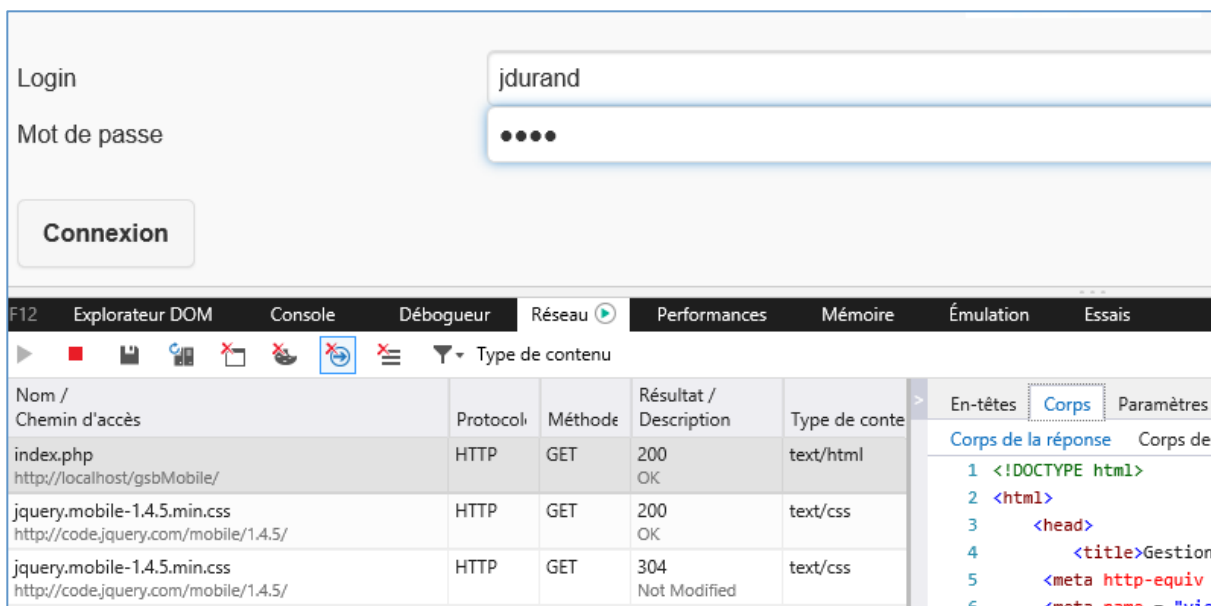 Login jdurand
Mot de passe ••••
Connexion
F12 Explorateur DOM Console Débogueur Réseau Performances Mémoire Émulation Essais
Type de contenu
Nom / Résultat /
Chemin d'accès Protocol Méthode Description Type de conte
index.php HTTP GET 200 text/html
http://localhost/gsbMobile/ OK
jquery.mobile-1.4.5.min.css HTTP GET 200 text/css
http://code.jquery.com/mobile/1.4.5/ OK
jquery.mobile-1.4.5.min.css HTTP GET 304 text/css
http://code.jquery.com/mobile/1.4.5/ Not Modified
En-têtes Corps Paramètres
Corps de la réponse Corps de
1 <!DOCTYPE html>
2 <html>
3 <head>
4 <title>Gestion
5 <meta http-equiv